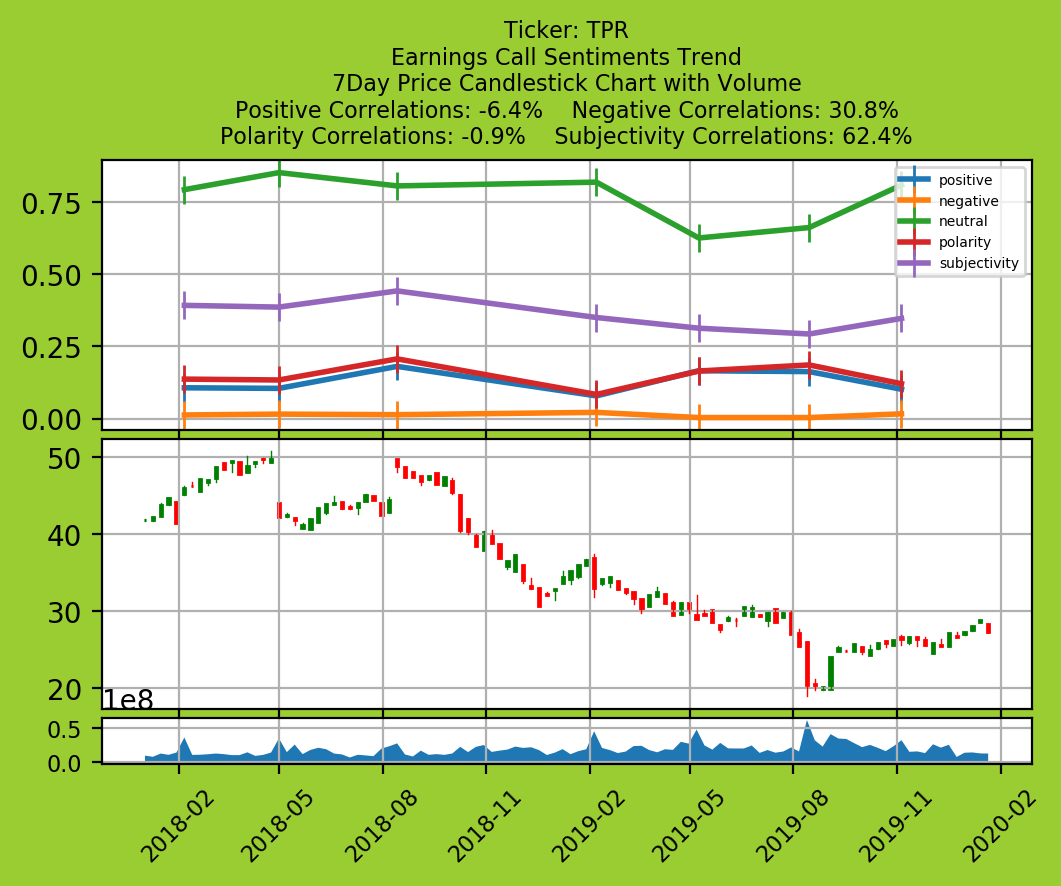 Ticker: TPR
Earnings Call Sentiments Trend
7Day Price Candlestick Chart with Volume
Positive Correlations: -6.4%    Negative Correlations: 30.8%
Polarity Correlations: -0.9%    Subjectivity Correlations: 62.4%
0.75
0.50
0.25
0.00
positive
negative
neutral
polarity
subjectivity
50
40
30
20
1e8
0.5
0.0
2018-02
2018-05
2018-08
2018-11
2019-02
2019-05
2019-08
2019-11
2020-02